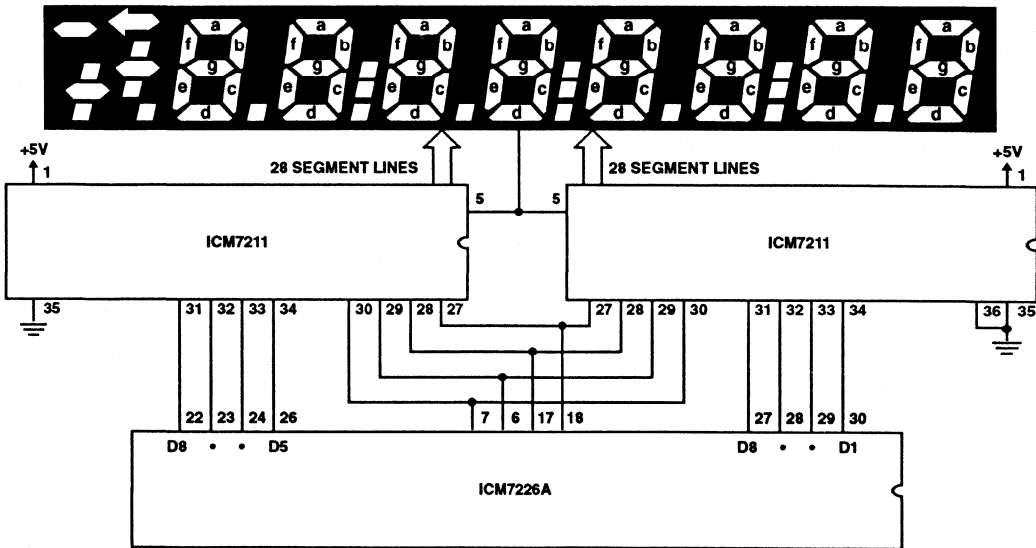 a a a a a a a a
f b f b f b f b f b f b f b f b
g g g g g g g g
e c e c e c e c e c e c e c e c
d d d d d d d d
+5V 28 SEGMENT LINES 28 SEGMENT LINES +5V
1 1
5 5
ICM7211 ICM7211
35 31 32 33 34 30 29 28 27 27 28 29 30 31 32 33 34 36 35
22 23 24 26 7 6 17 18 27 28 29 30
D8 • • D5 D8 • • D1
ICM7226A